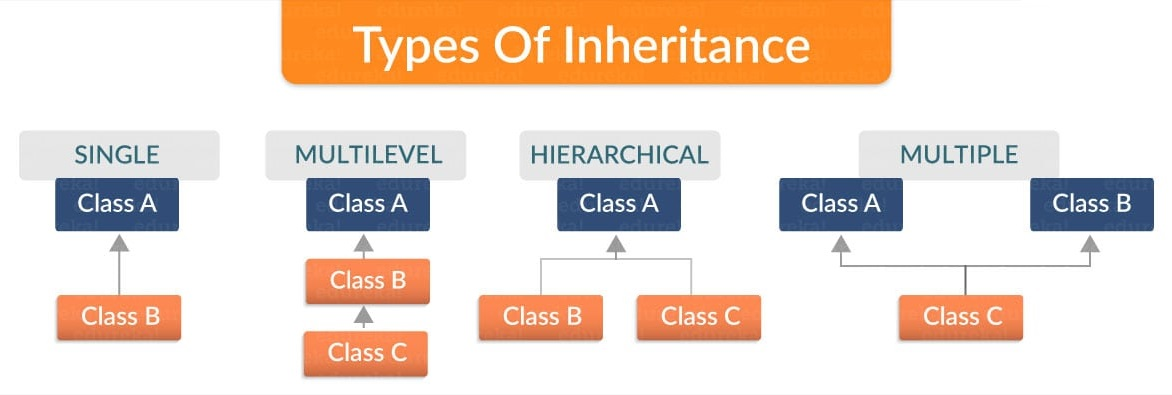 Types Of Inheritance
SINGLE
Class A
Class B
MULTILEVEL
Class A
Class B
Class C
HIERARCHICAL
Class A
Class B
Class C
MULTIPLE
Class A
Class B
Class C